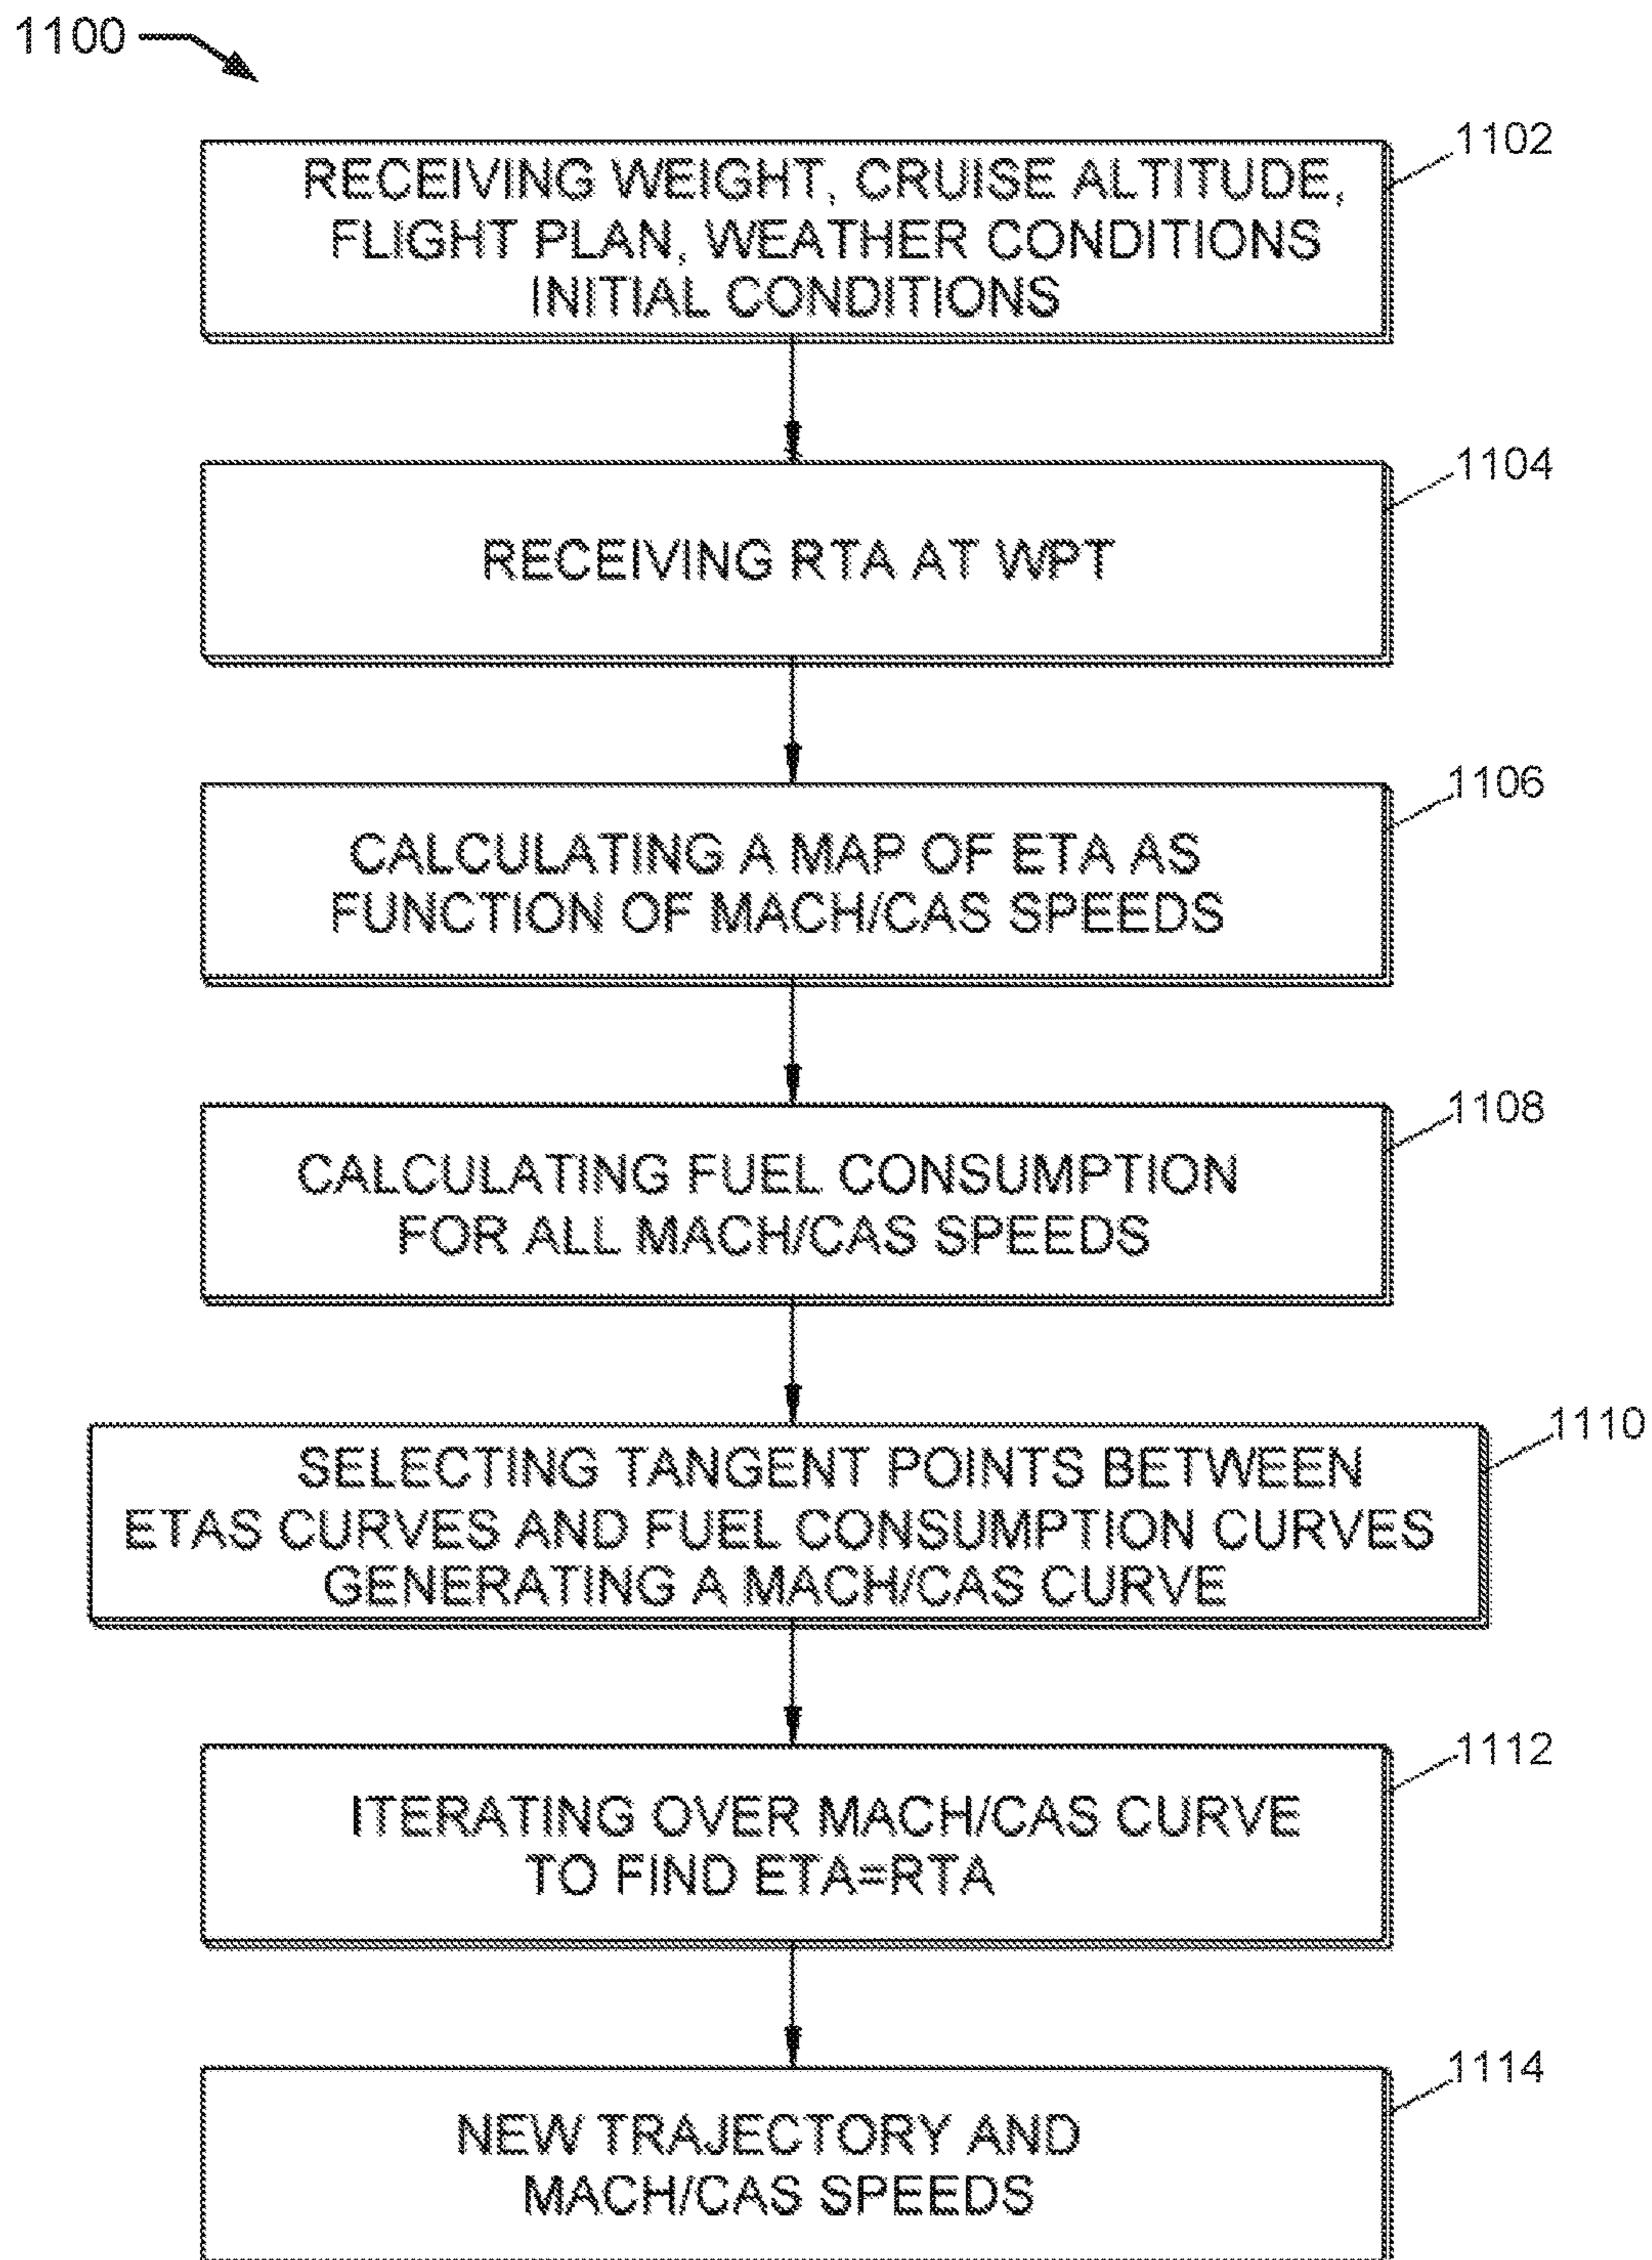 1100
1102
RECEIVING WEIGHT, CRUISE ALTITUDE,
FLIGHT PLAN, WEATHER CONDITIONS
INITIAL CONDITIONS
1104
RECEIVING RTA AT WPT
1106
CALCULATING A MAP OF ETA AS
FUNCTION OF MACH/CAS SPEEDS
1108
CALCULATING FUEL CONSUMPTION
FOR ALL MACH/CAS SPEEDS
1110
SELECTING TANGENT POINTS BETWEEN
ETAS CURVES AND FUEL CONSUMPTION CURVES
GENERATING A MACH/CAS CURVE
1112
ITERATING OVER MACH/CAS CURVE
TO FIND ETA=RTA
1114
NEW TRAJECTORY AND
MACH/CAS SPEEDS